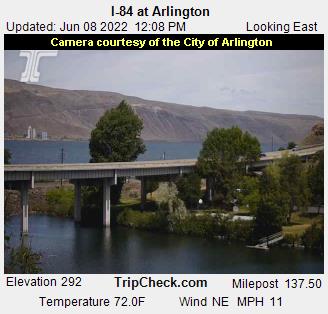 I-84 at Arlington
Updated: Jun 08 2022 12:08 PM Looking East
Camera courtesy of the City of Arlington
Elevation 292 TripCheck.com Milepost 137.50
Temperature 72.0F Wind NE MPH 11